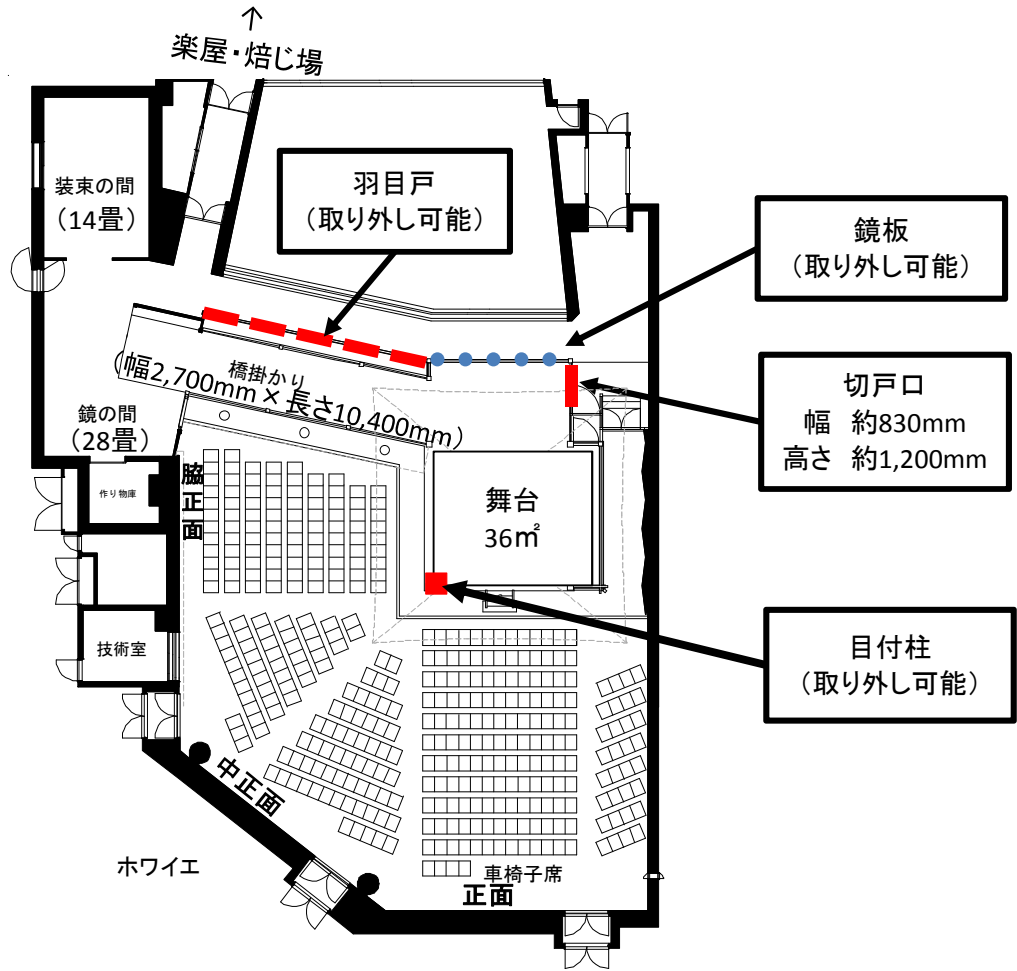 ↑
楽屋・焙じ場
装束の間
（14畳）
羽目戸
（取り外し可能）
鏡板
（取り外し可能）
橋掛かり
（幅2,700mm × 長さ10,400mm）
切戸口
幅 約830mm
高さ 約1,200mm
鏡の間
（28畳）
作り物庫
脇正面
舞台
36㎡
技術室
目付柱
（取り外し可能）
中正面
ホワイエ
車椅子席
正面